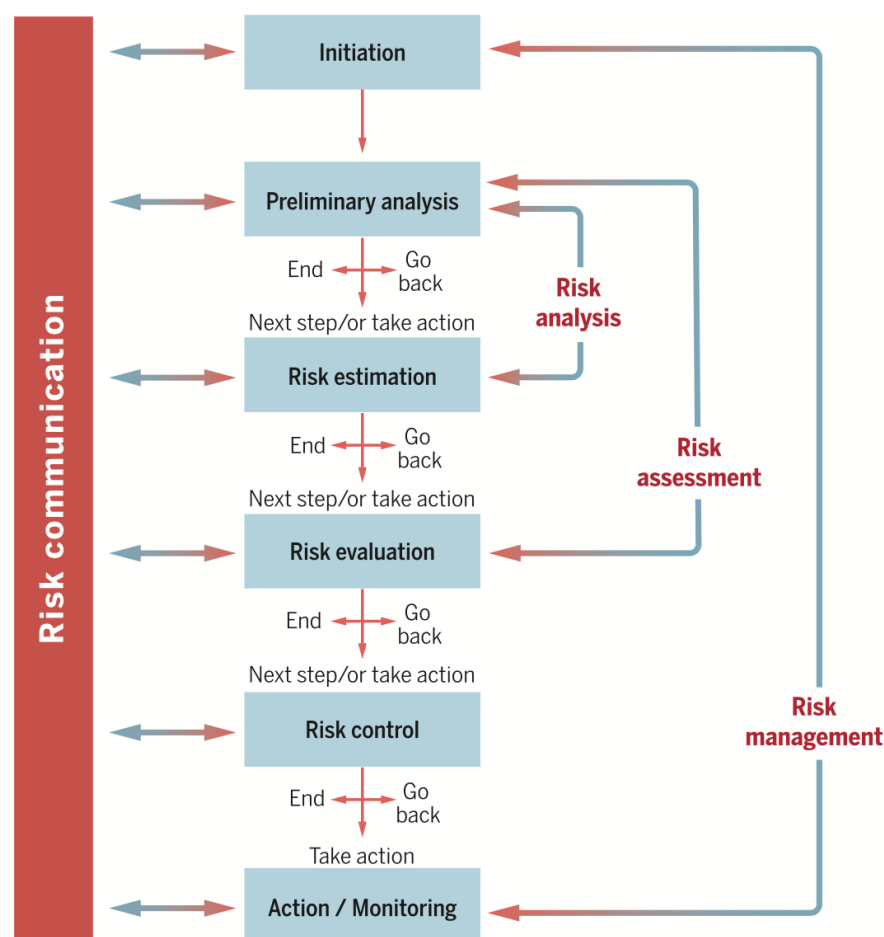 Risk communication
Initiation
Preliminary analysis
End
Go
back
Next step/or take action
Risk
analysis
Risk estimation
End
Go
back
Risk
assessment
Next step/or take action
Risk evaluation
End
Go
back
Next step/or take action
Risk control
Risk
management
End
Go
back
Take action
Action / Monitoring